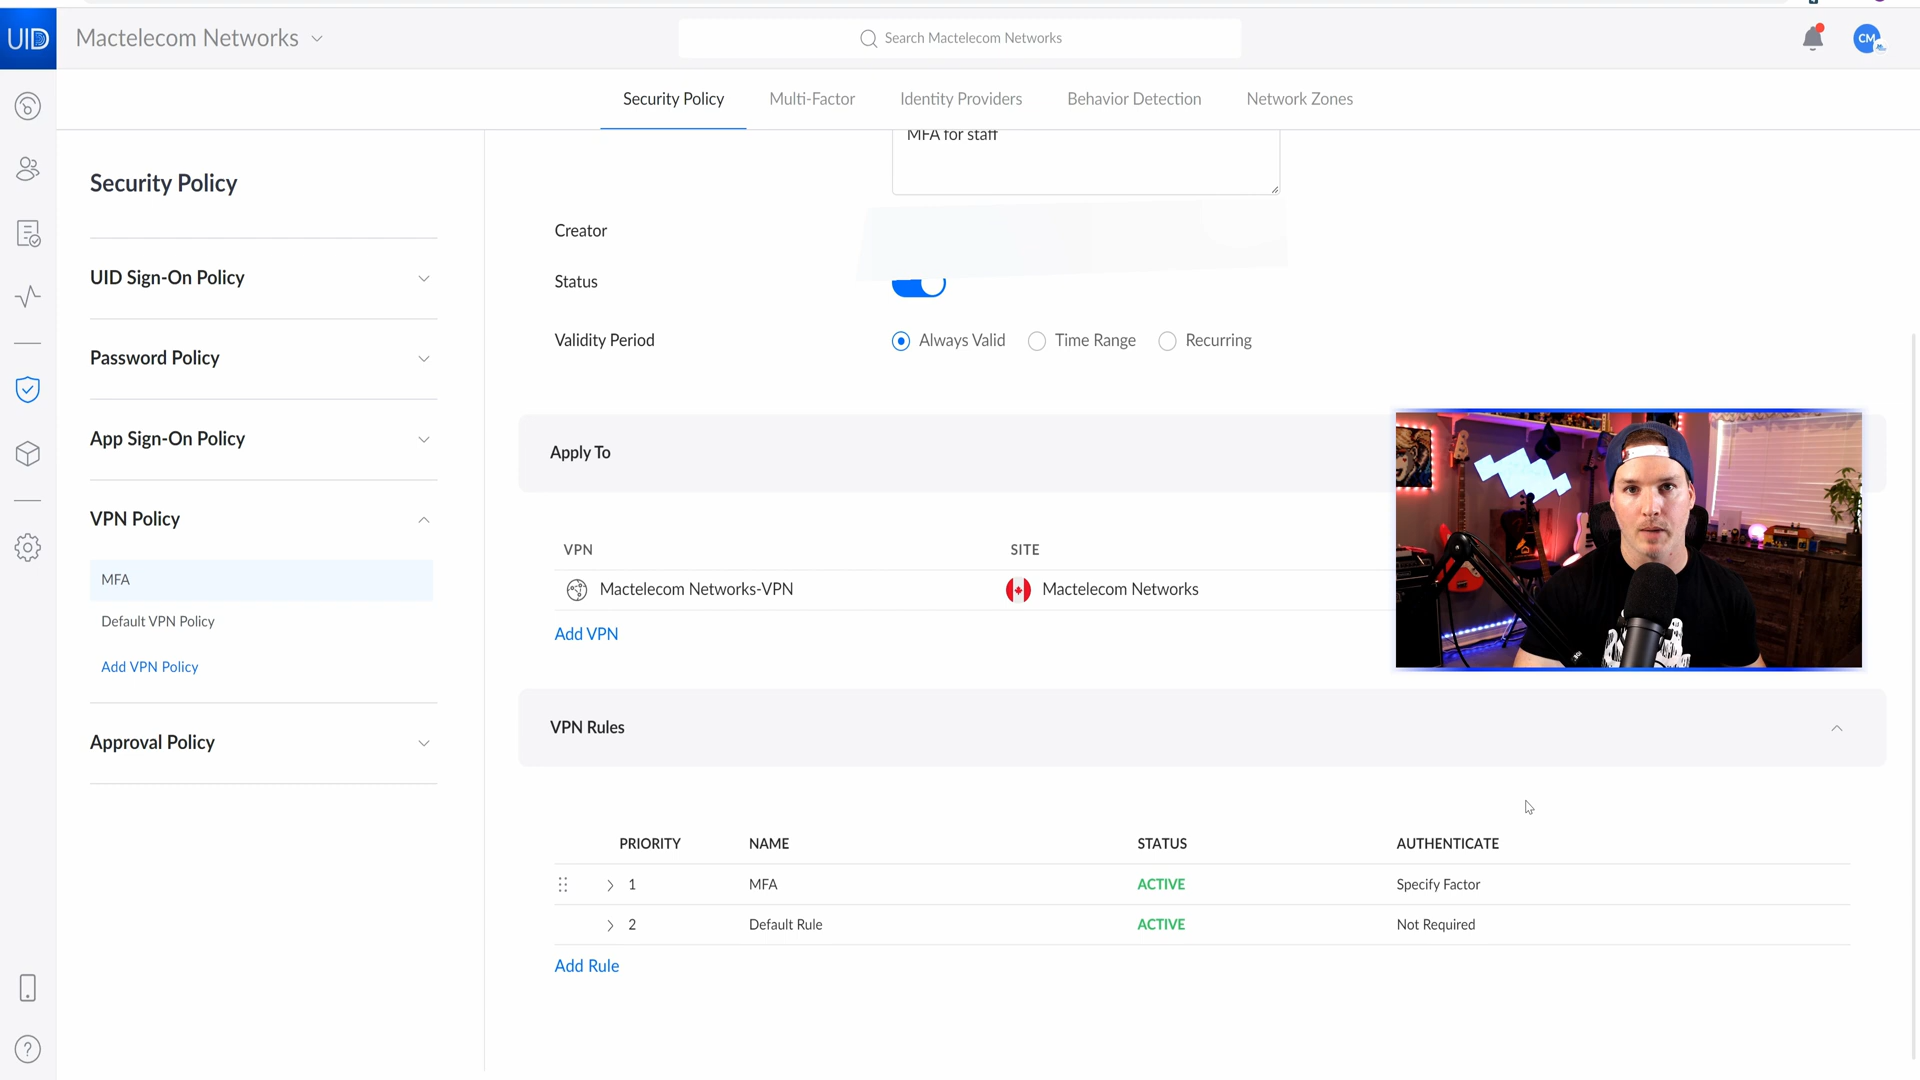 UID
Mactelecom Networks
Search Mactelecom Networks
CM
Security Policy
Multi-Factor
Identity Providers
Behavior Detection
Network Zones
Security Policy
UID Sign-On Policy
Password Policy
App Sign-On Policy
VPN Policy
MFA
Default VPN Policy
Add VPN Policy
Approval Policy
MFA for staff
Creator
Status
Validity Period
Always Valid
Time Range
Recurring
Apply To
VPN
SITE
Mactelecom Networks-VPN
Mactelecom Networks
Add VPN
VPN Rules
PRIORITY
NAME
STATUS
AUTHENTICATE
1
MFA
ACTIVE
Specify Factor
2
Default Rule
ACTIVE
Not Required
Add Rule